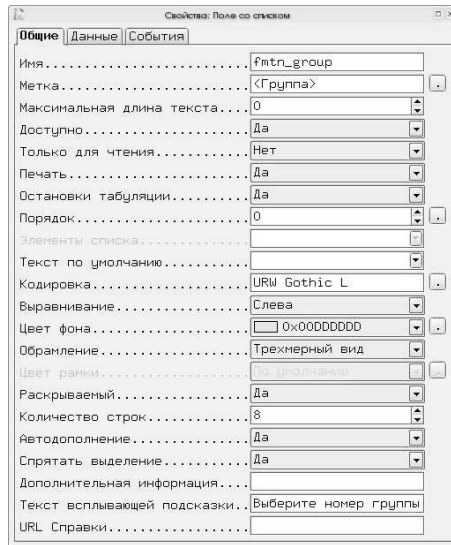 Свойства: Поле со списком
Общие Данные События
Имя fmtn_group
Метка <Группа>
Максимальная длина текста 0
Доступно Да
Только для чтения Нет
Печать Да
Остановки табуляции Да
Порядок 0
Элементы списка
Текст по умолчанию
Кодировка URW Gothic L
Выравнивание Слева
Цвет фона 0x00DDDDDD
Обрамление Трехмерный вид
Цвет рамки По умолчанию
Раскрываемый Да
Количество строк 8
Автодополнение Да
Спрятать выделение Да
Дополнительная информация
Текст всплывающей подсказки Выберите номер группы
URL Справки